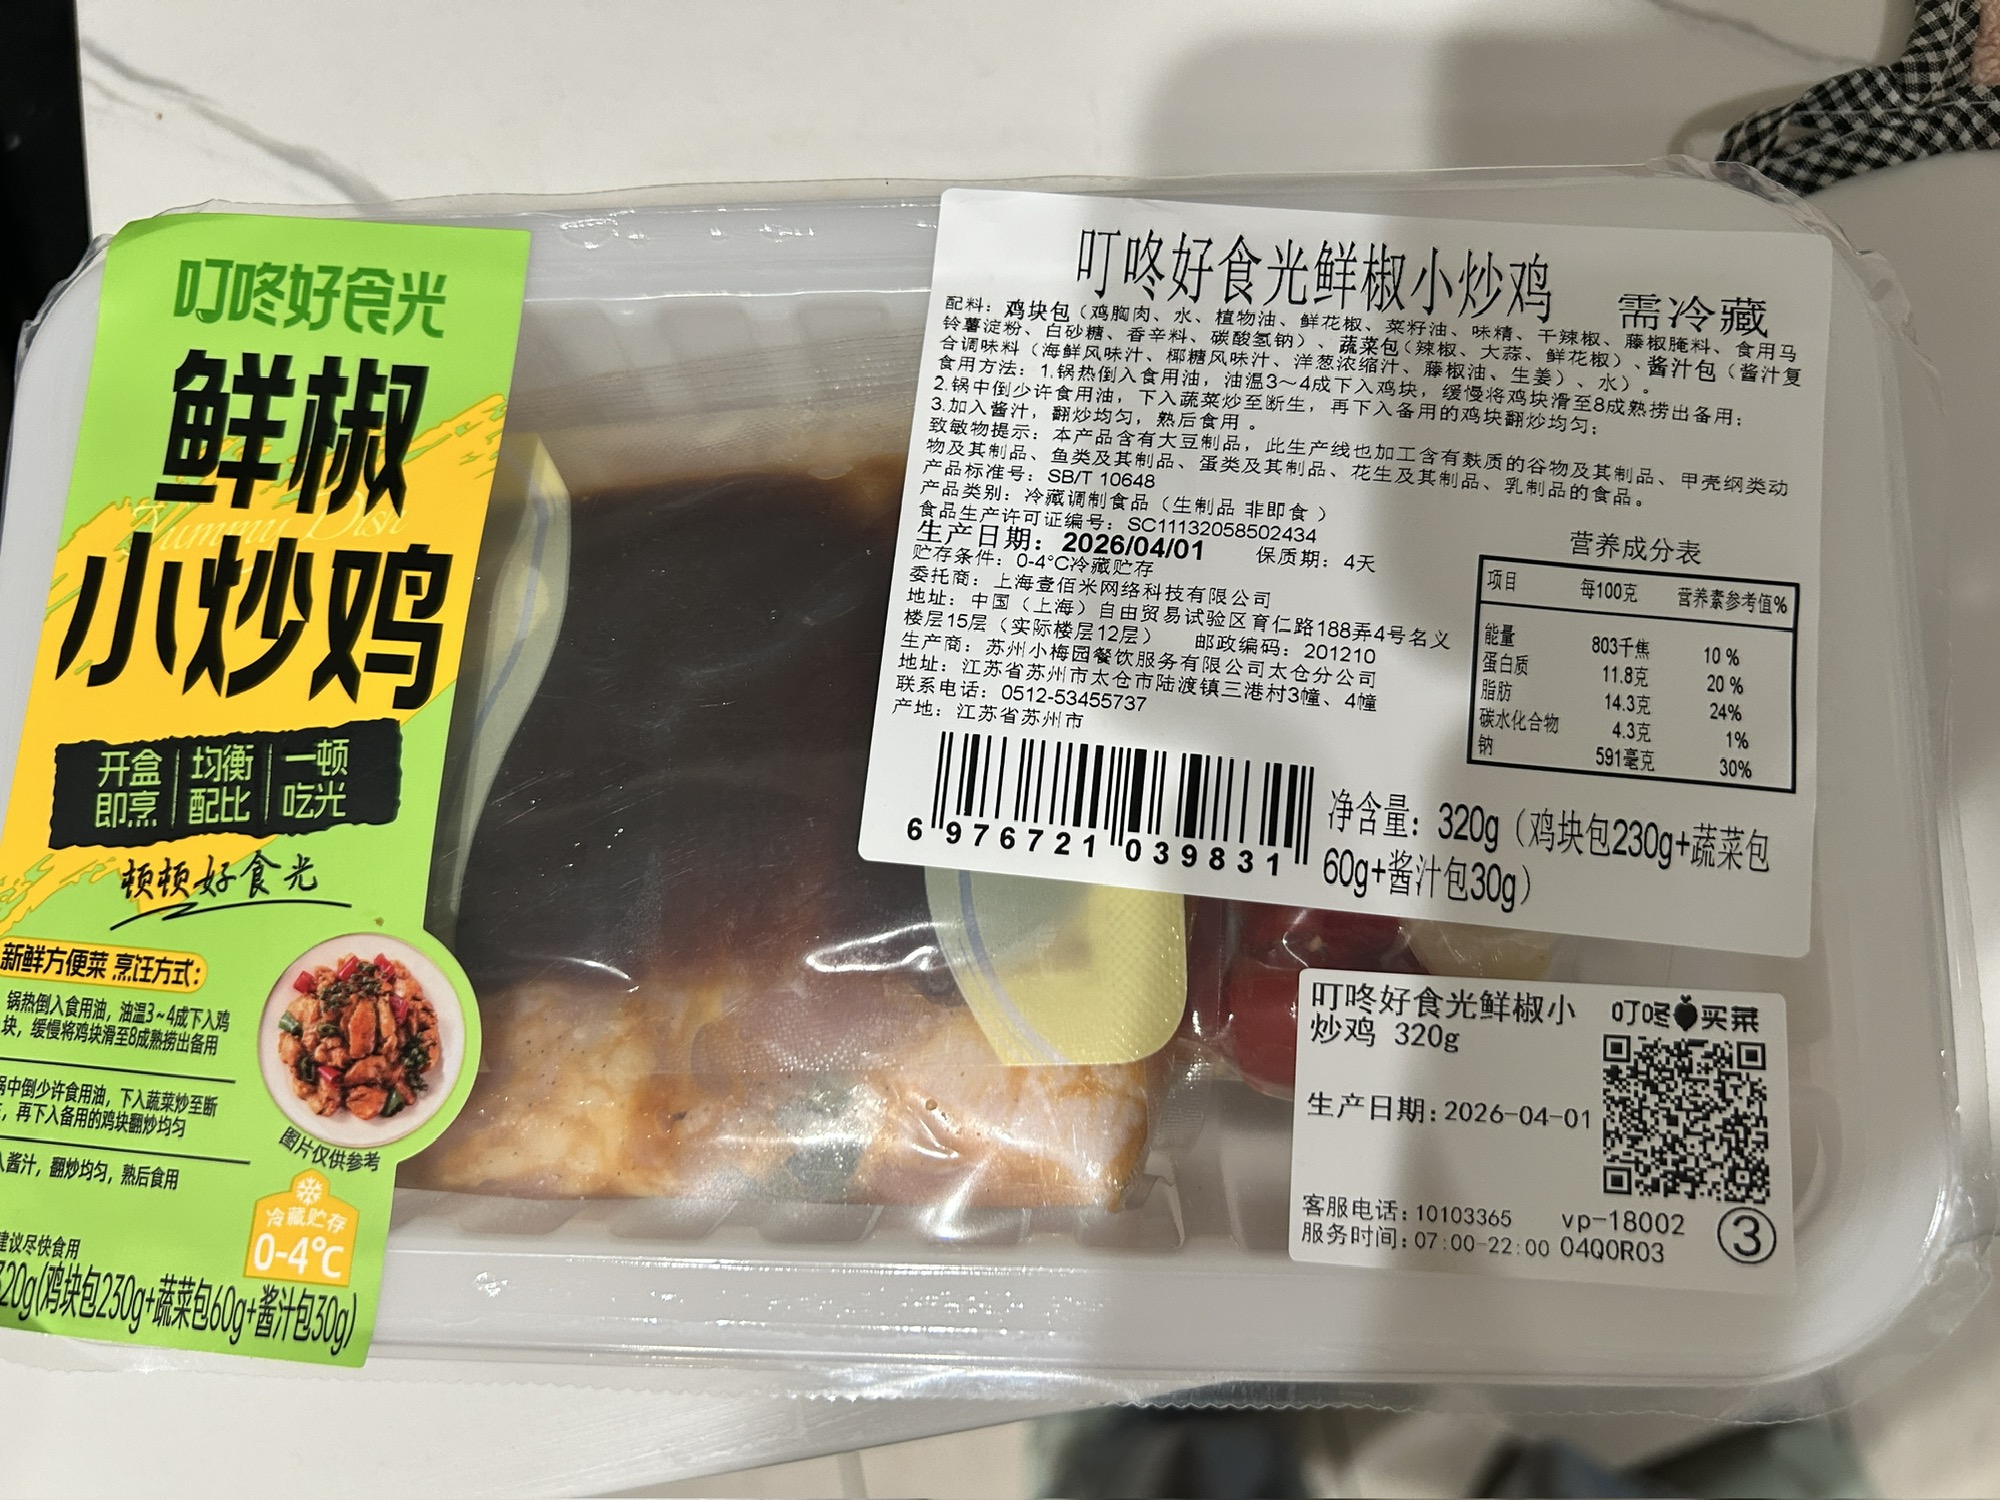 叮咚好食光
鲜椒
Yummy Dish
小炒鸡
开盒 均衡 一顿
即烹 配比 吃光
顿顿好食光
新鲜方便菜 烹饪方式:
锅热倒入食用油，油温3~4成下入鸡
块，缓慢将鸡块滑至8成熟捞出备用
中倒少许食用油，下入蔬菜炒至断
，再下入备用的鸡块翻炒均匀
酱汁，翻炒均匀，熟后食用
图片仅供参考
冷藏贮存
0-4℃
建议尽快食用
320g(鸡块包230g+蔬菜包60g+酱汁包30g)
叮咚好食光鲜椒小炒鸡 需冷藏
配料：鸡块包（鸡胸肉、水、植物油、鲜花椒、菜籽油、味精、干辣椒、藤椒腌料、食用马
铃薯淀粉、白砂糖、香辛料、碳酸氢钠）、蔬菜包（辣椒、大蒜、鲜花椒）、酱汁包（酱汁复
合调味料（海鲜风味汁、椰糖风味汁、洋葱浓缩汁、藤椒油、生姜）、水）。
食用方法：1.锅热倒入食用油，油温3～4成下入鸡块，缓慢将鸡块滑至8成熟捞出备用；
2.锅中倒少许食用油，下入蔬菜炒至断生，再下入备用的鸡块翻炒均匀；
3.加入酱汁，翻炒均匀，熟后食用。
致敏物提示：本产品含有大豆制品，此生产线也加工含有麸质的谷物及其制品、甲壳纲类动
物及其制品、鱼类及其制品、蛋类及其制品、花生及其制品、乳制品的食品。
产品标准号：SB/T 10648
产品类别：冷藏调制食品（生制品 非即食）
食品生产许可证编号：SC11132058502434
生产日期：2026/04/01 保质期：4天
贮存条件：0-4℃冷藏贮存
委托商：上海壹佰米网络科技有限公司
地址：中国（上海）自由贸易试验区育仁路188弄4号名义
楼层15层（实际楼层12层） 邮政编码：201210
生产商：苏州小梅园餐饮服务有限公司太仓分公司
地址：江苏省苏州市太仓市陆渡镇三港村3幢、4幢
联系电话：0512-53455737
产地：江苏省苏州市
营养成分表
项目 每100克 营养素参考值%
能量 803千焦 10 %
蛋白质 11.8克 20 %
脂肪 14.3克 24%
碳水化合物 4.3克 1%
钠 591毫克 30%
6 976721 039831
净含量：320g（鸡块包230g+蔬菜包
60g+酱汁包30g）
叮咚好食光鲜椒小
炒鸡 320g
叮咚买菜
生产日期:2026-04-01
客服电话:10103365 vp-18002
服务时间:07:00-22:00 04Q0R03
③